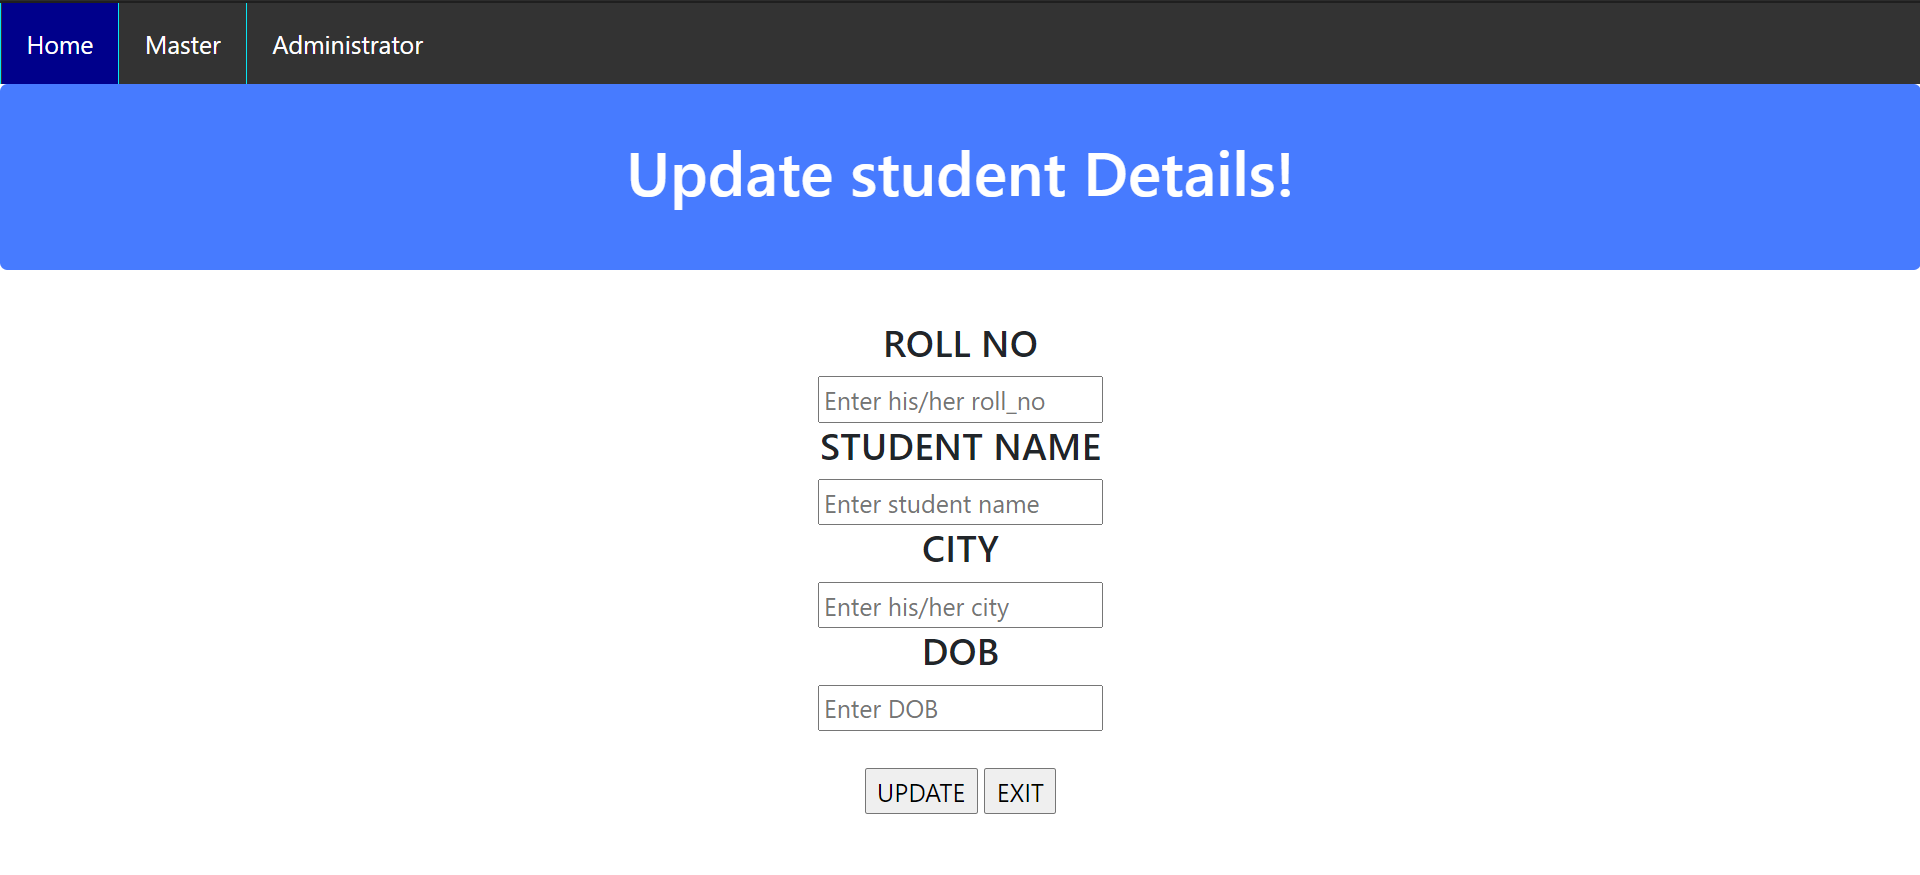 Home Master Administrator
Update student Details!
ROLL NO
Enter his/her roll_no
STUDENT NAME
Enter student name
CITY
Enter his/her city
DOB
Enter DOB
UPDATE EXIT